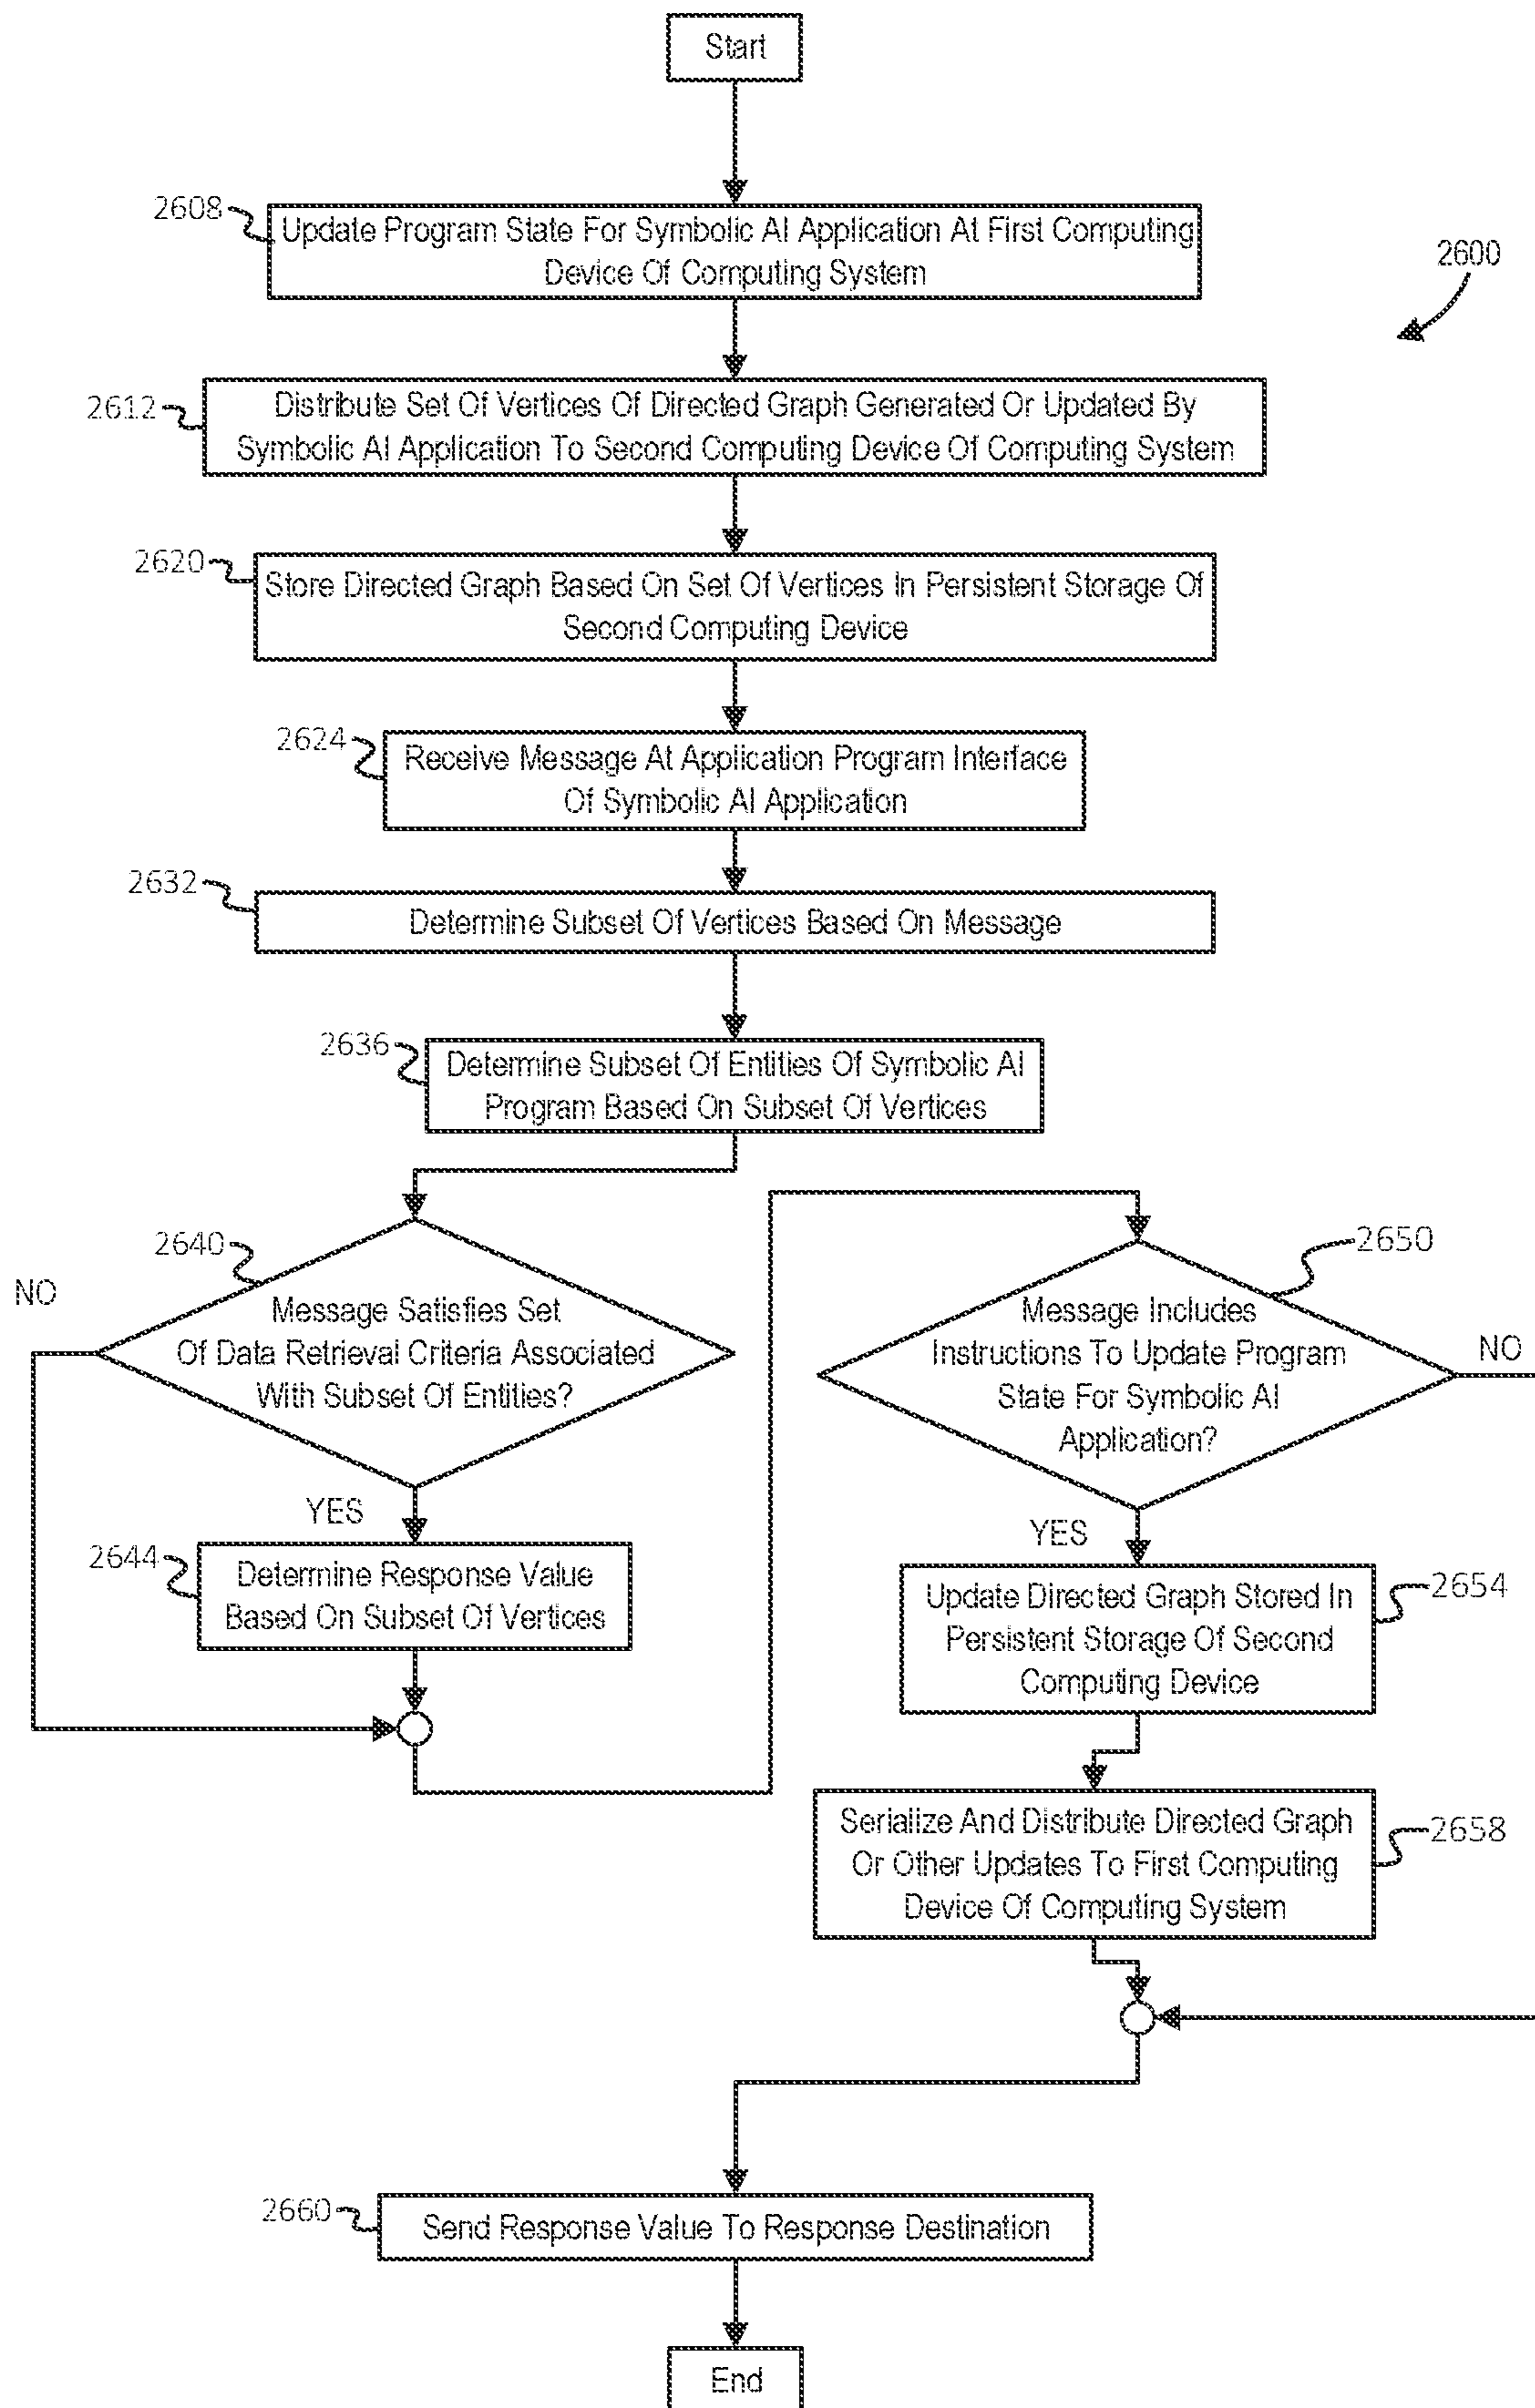 Start
2608
Update Program State For Symbolic AI Application At First Computing
Device Of Computing System
2600
2612
Distribute Set Of Vertices Of Directed Graph Generated Or Updated By
Symbolic AI Application To Second Computing Device Of Computing System
2620
Store Directed Graph Based On Set Of Vertices In Persistent Storage Of
Second Computing Device
2624
Receive Message At Application Program Interface
Of Symbolic AI Application
2632
Determine Subset Of Vertices Based On Message
2636
Determine Subset Of Entities Of Symbolic AI
Program Based On Subset Of Vertices
2640
NO
Message Satisfies Set
Of Data Retrieval Criteria Associated
With Subset Of Entities?
YES
2644
Determine Response Value
Based On Subset Of Vertices
2650
Message Includes
Instructions To Update Program
State For Symbolic AI
Application?
NO
YES
2654
Update Directed Graph Stored In
Persistent Storage Of Second
Computing Device
2658
Serialize And Distribute Directed Graph
Or Other Updates To First Computing
Device Of Computing System
2660
Send Response Value To Response Destination
End